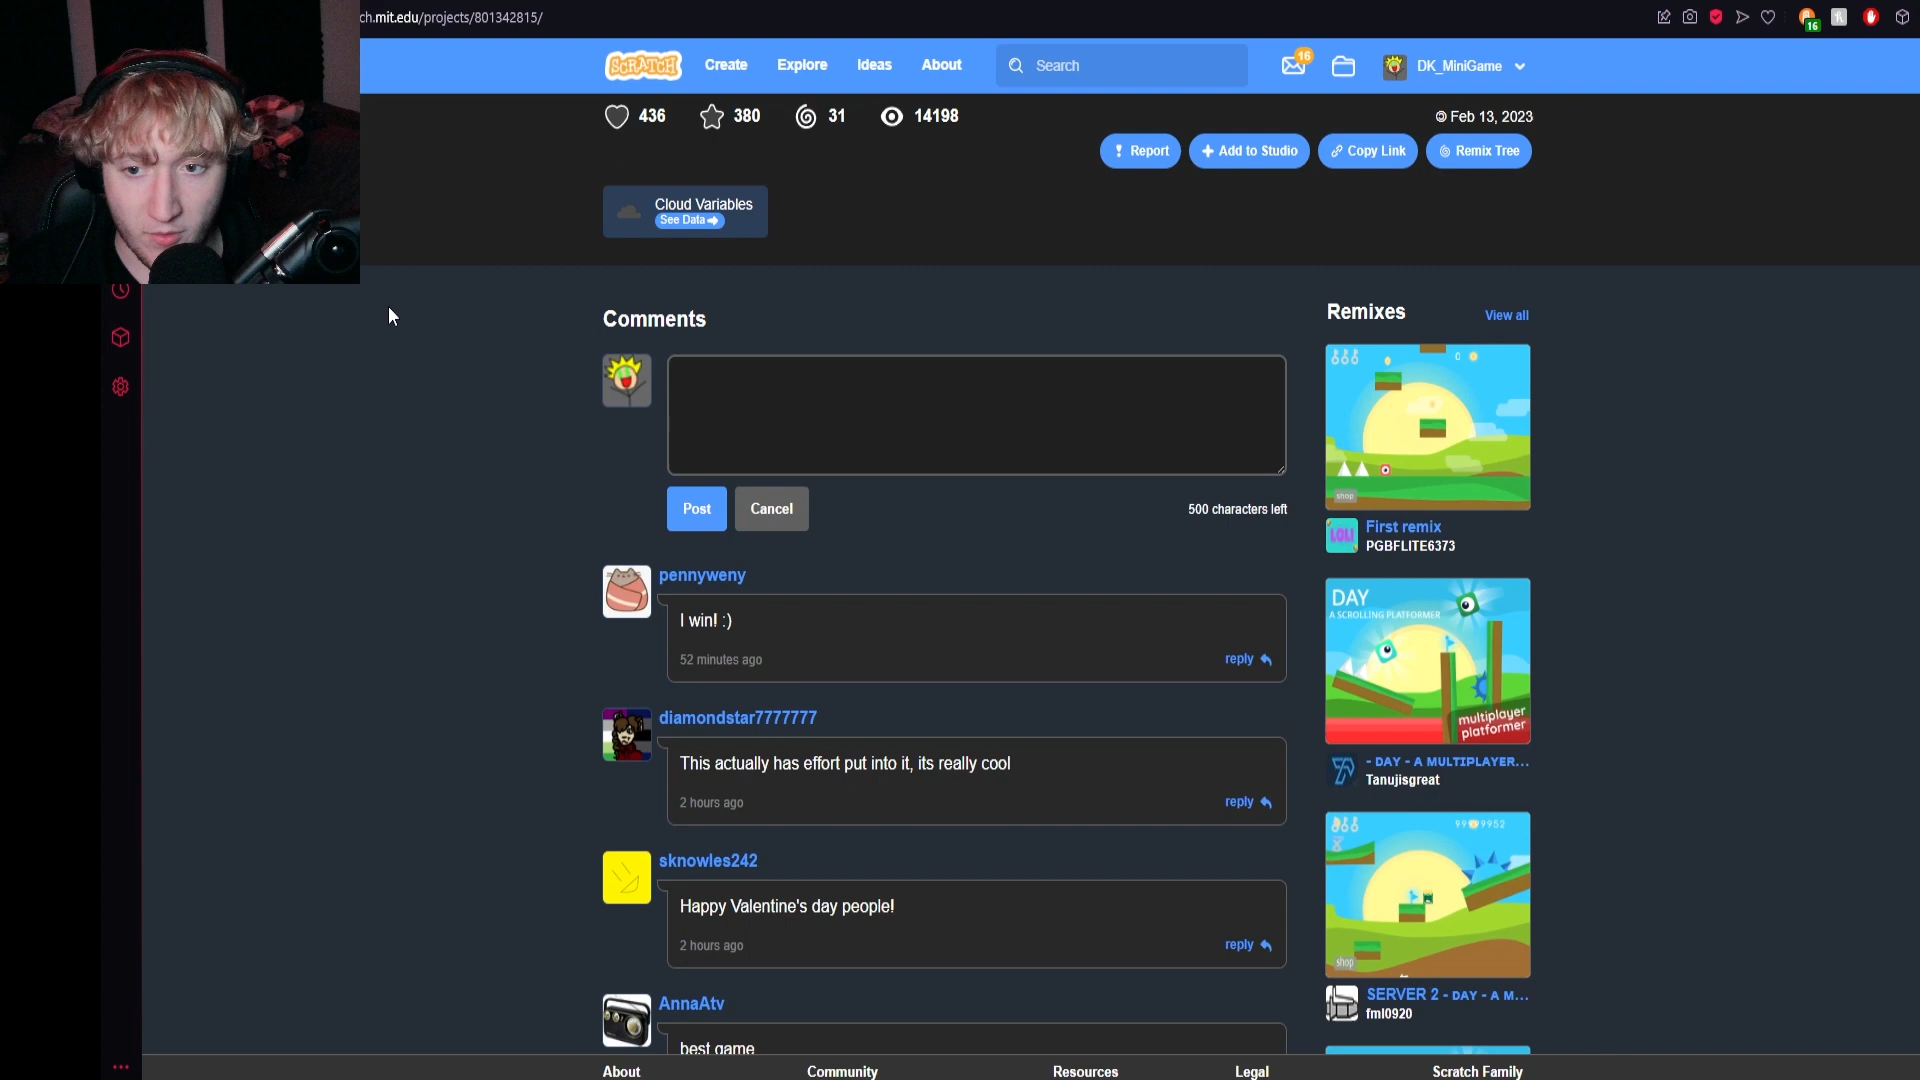 ch.mit.edu/projects/801342815/
16
SCRATCH
Create
Explore
Ideas
About
Search
16
DK_MiniGame
436
380
31
14198
© Feb 13, 2023
Report
Add to Studio
Copy Link
Remix Tree
Cloud Variables
See Data
Comments
Post
Cancel
500 characters left
pennyweny
I win! :)
52 minutes ago
reply
diamondstar7777777
This actually has effort put into it, its really cool
2 hours ago
reply
sknowles242
Happy Valentine's day people!
2 hours ago
reply
AnnaAtv
best game
Remixes
View all
0
shop
LOL!
First remix
PGBFLITE6373
DAY
A SCROLLING PLATFORMER
multiplayer
platformer
- DAY - A MULTIPLAYER...
Tanujisgreat
shop
SERVER 2 - DAY - A M...
fml0920
About
Community
Resources
Legal
Scratch Family